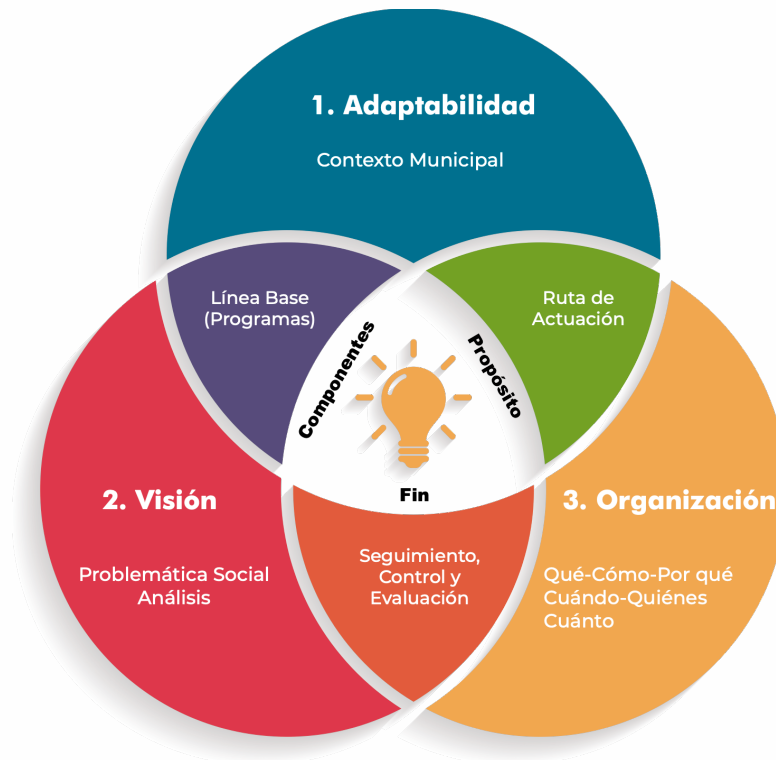 1. Adaptabilidad
Contexto Municipal
Línea Base
(Programas)
Ruta de
Actuación
Componentes
Propósito
Fin
2. Visión
Problemática Social
Análisis
3. Organización
Qué-Cómo-Por qué
Cuándo-Quiénes
Cuánto
Seguimiento,
Control y
Evaluación